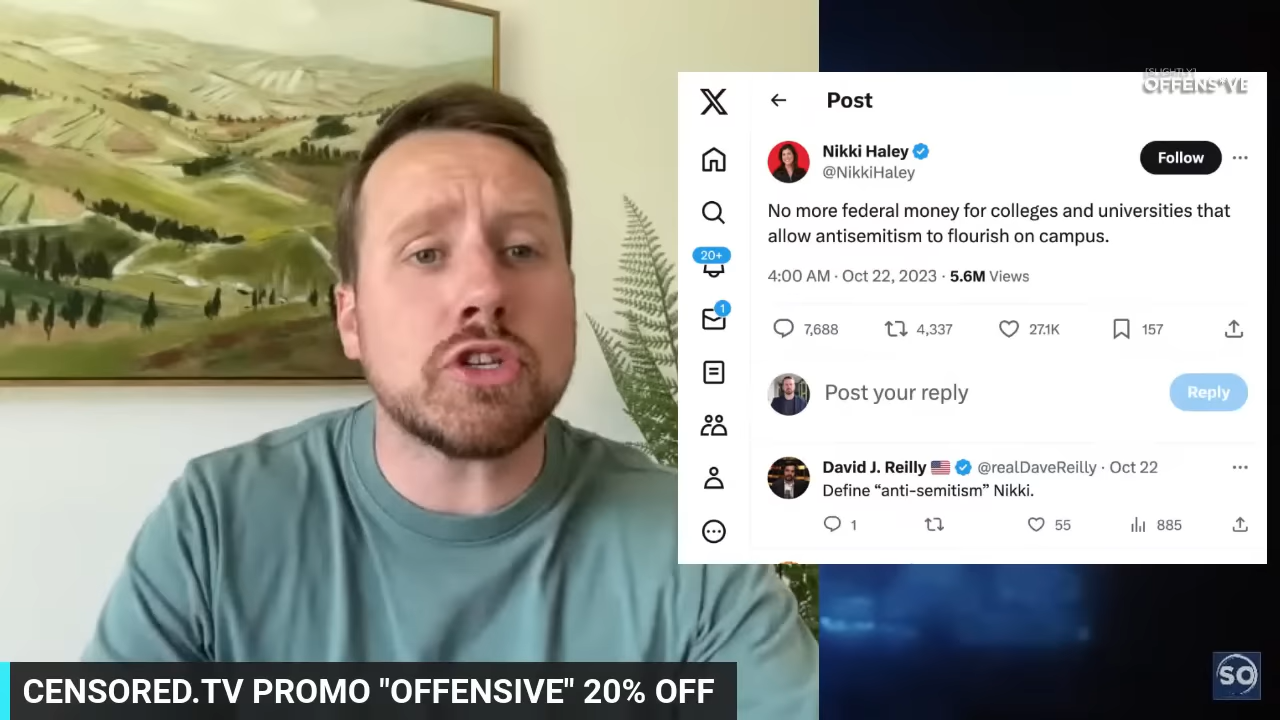 [SLIGHTLY]
OFFENS*VE
Post
Nikki Haley
@NikkiHaley
Follow
No more federal money for colleges and universities that
allow antisemitism to flourish on campus.
4:00 AM · Oct 22, 2023 · 5.6M Views
20+
1
7,688
4,337
27.1K
157
Post your reply
Reply
David J. Reilly 🇺🇸 @realDaveReilly · Oct 22
Define “anti-semitism” Nikki.
1
55
885
SO
CENSORED.TV PROMO "OFFENSIVE" 20% OFF